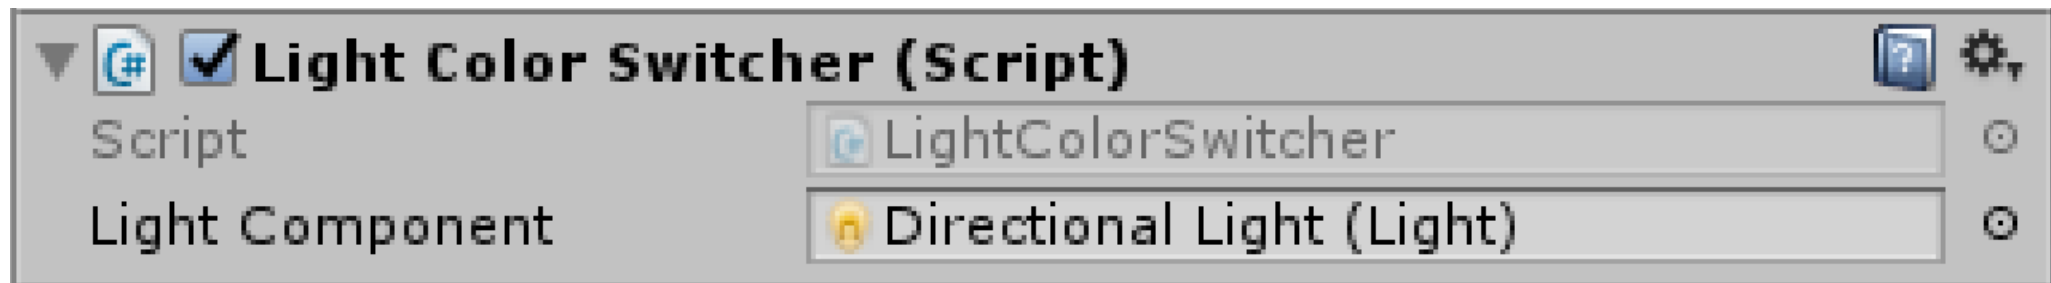 Light Color Switcher (Script)
Script LightColorSwitcher
Light Component Directional Light (Light)